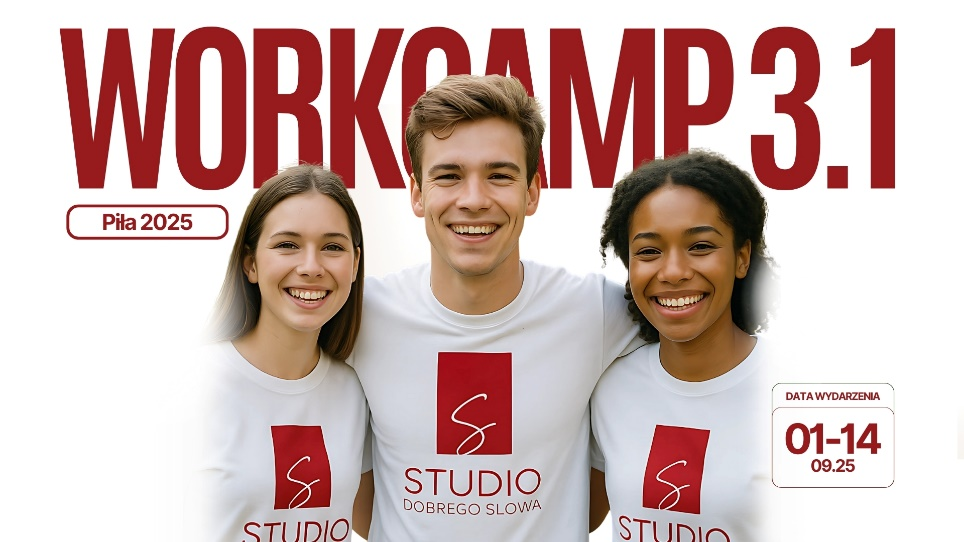 WORKCAMP 3.1
Piła 2025
DATA WYDARZENIA
01-14
09.25
S
STUDIO
DOBREGO SLOWA
S
STUDIO
S
STUDIO